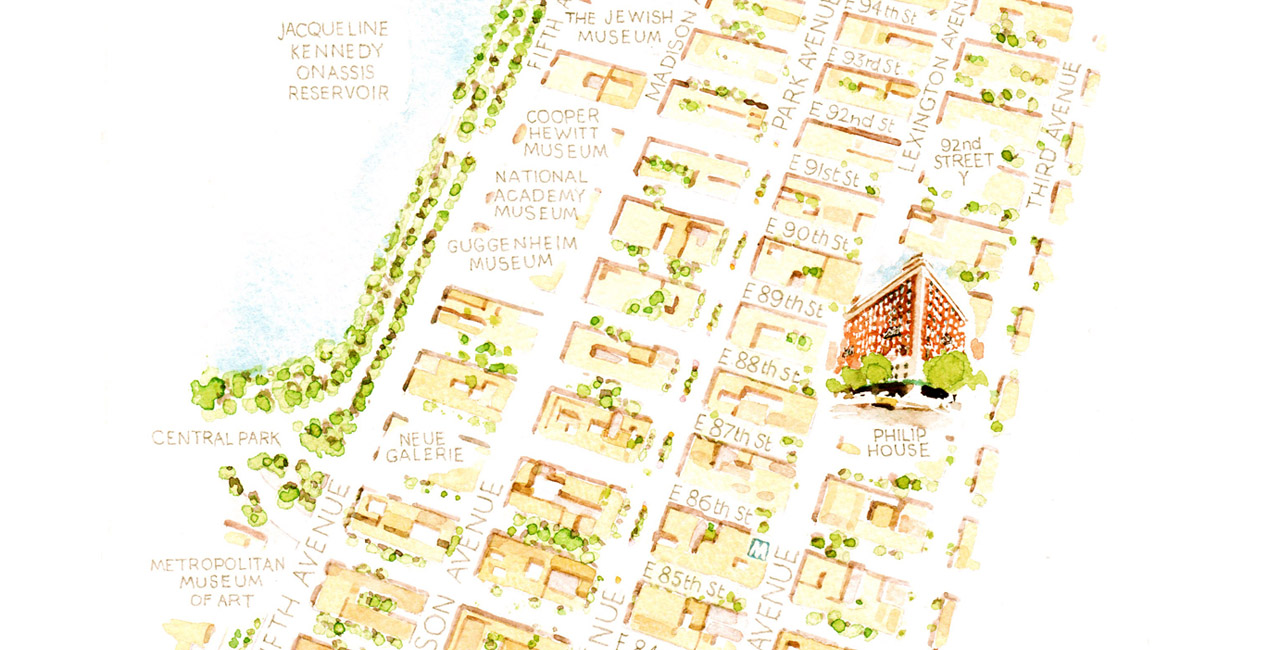 JACQUELINE
KENNEDY
ONASSIS
RESERVOIR
THE JEWISH
MUSEUM
FIFTH A
MADISON A
PARK AVENUE
E 94th St
LEXINGTON AVEN
THIRD AVENUE
E 93rd St
COOPER
HEWITT
MUSEUM
E 92nd St
92nd
STREET
Y
E 91st St
NATIONAL
ACADEMY
MUSEUM
E 90th St
GUGGENHEIM
MUSEUM
E 89th St
E 88th St
CENTRAL PARK
NEUE
GALERIE
E 87th St
PHILIP
HOUSE
E 86th St
M
METROPOLITAN
MUSEUM
OF ART
E 85th St
FIFTH AVENUE
SON AVENUE
NUE
AVENUE
E 84